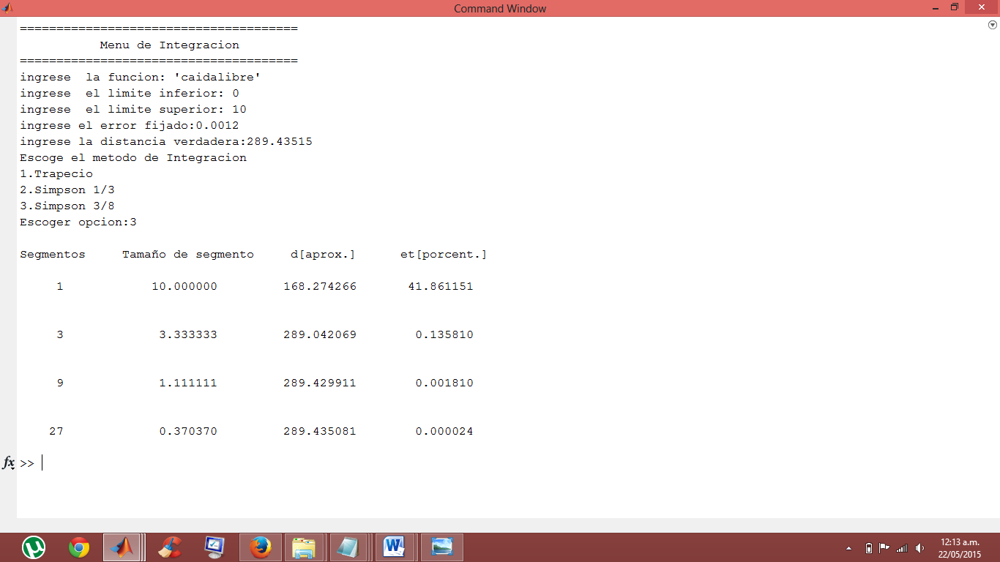 Command Window
======================================
Menu de Integracion
======================================
ingrese  la funcion: 'caidalibre'
ingrese  el limite inferior: 0
ingrese  el limite superior: 10
ingrese el error fijado:0.0012
ingrese la distancia verdadera:289.43515
Escoge el metodo de Integracion
1.Trapecio
2.Simpson 1/3
3.Simpson 3/8
Escoger opcion:3
Segmentos     Tamaño de segmento     d[aprox.]      et[porcent.]
1            10.000000         168.274266       41.861151
3             3.333333         289.042069        0.135810
9             1.111111         289.429911        0.001810
27             0.370370         289.435081        0.000024
fx >>
12:13 a.m.
22/05/2015